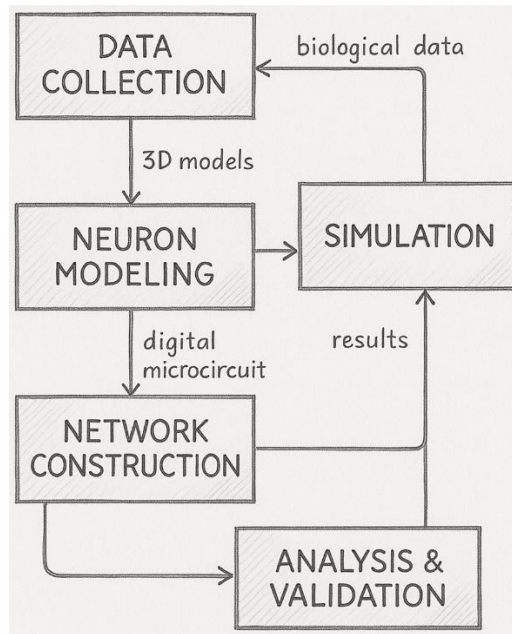 DATA
COLLECTION
biological data
3D models
NEURON
MODELING
SIMULATION
digital
microcircuit
results
NETWORK
CONSTRUCTION
ANALYSIS &
VALIDATION